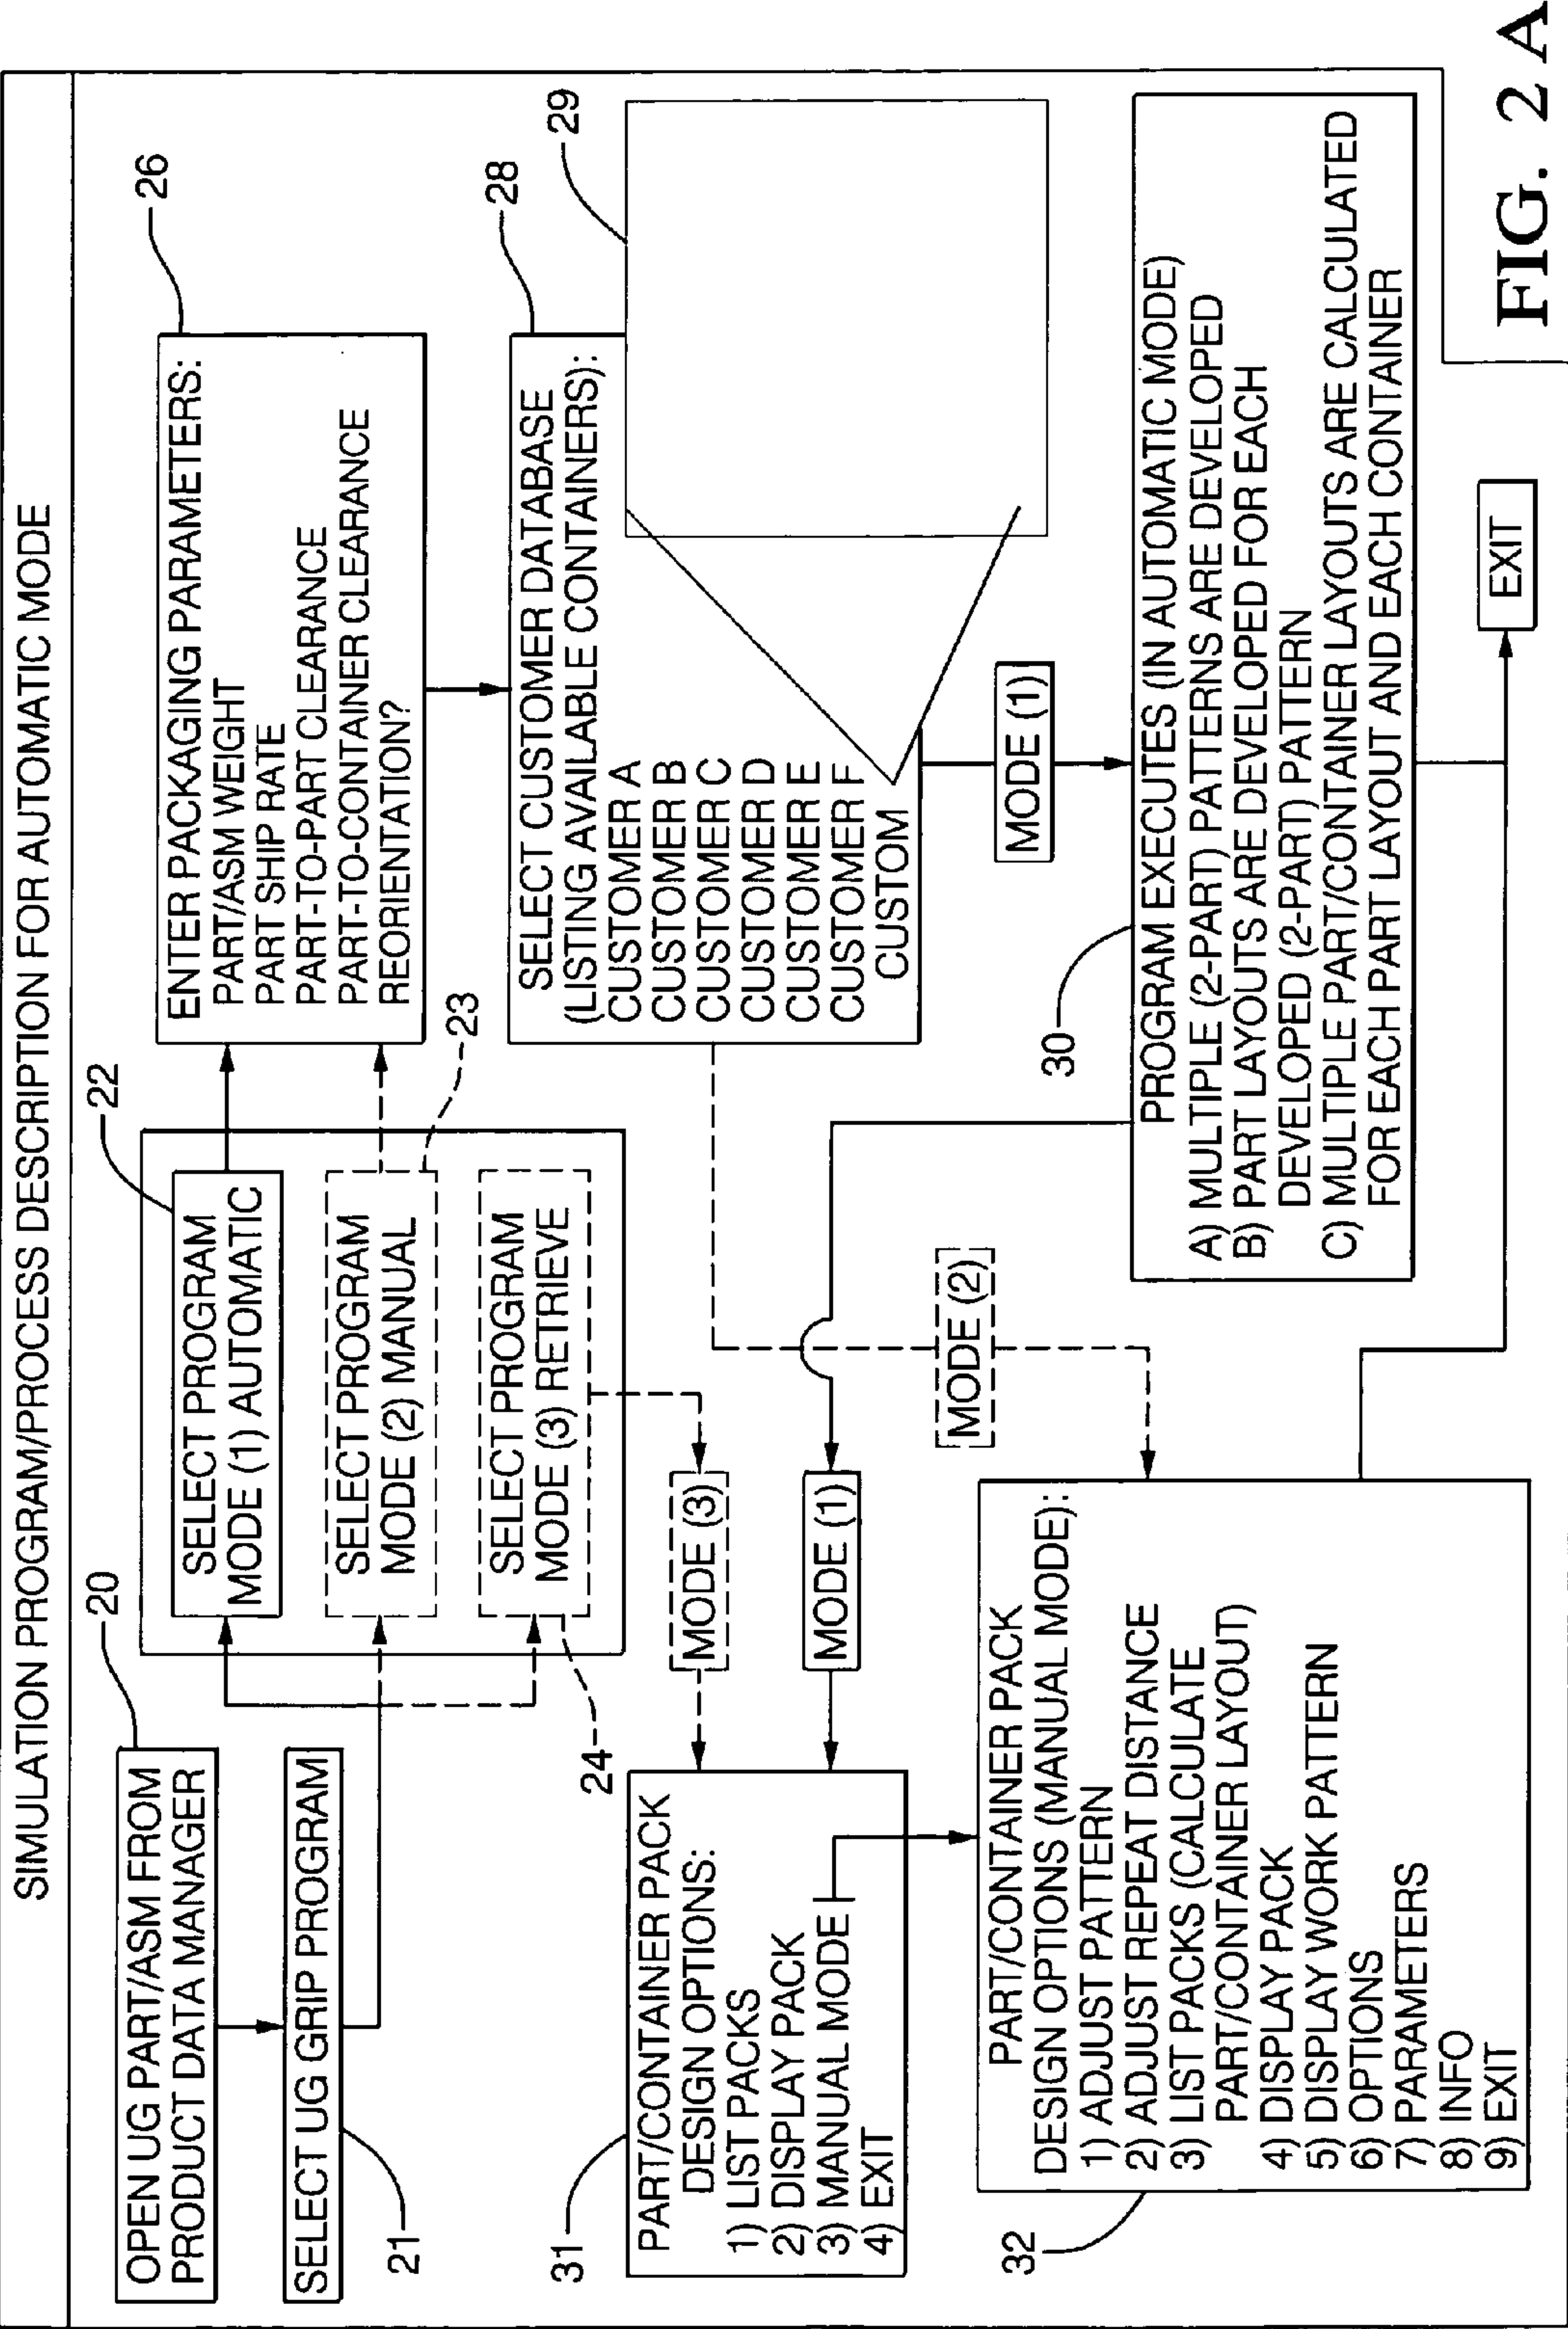 SIMULATION PROGRAM/PROCESS DESCRIPTION FOR AUTOMATIC MODE
20
OPEN UG PART/ASM FROM
PRODUCT DATA MANAGER
21
SELECT UG GRIP PROGRAM
22
SELECT PROGRAM
MODE (1) AUTOMATIC
23
SELECT PROGRAM
MODE (2) MANUAL
24
SELECT PROGRAM
MODE (3) RETRIEVE
26
ENTER PACKAGING PARAMETERS:
PART/ASM WEIGHT
PART SHIP RATE
PART-TO-PART CLEARANCE
PART-TO-CONTAINER CLEARANCE
REORIENTATION?
28
SELECT CUSTOMER DATABASE
(LISTING AVAILABLE CONTAINERS):
CUSTOMER A
CUSTOMER B
CUSTOMER C
CUSTOMER D
CUSTOMER E
CUSTOMER F
CUSTOM
29
MODE (3)
MODE (1)
MODE (2)
MODE (1)
31
PART/CONTAINER PACK
DESIGN OPTIONS:
1) LIST PACKS
2) DISPLAY PACK
3) MANUAL MODE
4) EXIT
30
PROGRAM EXECUTES (IN AUTOMATIC MODE)
A) MULTIPLE (2-PART) PATTERNS ARE DEVELOPED
B) PART LAYOUTS ARE DEVELOPED FOR EACH
DEVELOPED (2-PART) PATTERN
C) MULTIPLE PART/CONTAINER LAYOUTS ARE CALCULATED
FOR EACH PART LAYOUT AND EACH CONTAINER
32
PART/CONTAINER PACK
DESIGN OPTIONS (MANUAL MODE):
1) ADJUST PATTERN
2) ADJUST REPEAT DISTANCE
3) LIST PACKS (CALCULATE
PART/CONTAINER LAYOUT)
4) DISPLAY PACK
5) DISPLAY WORK PATTERN
6) OPTIONS
7) PARAMETERS
8) INFO
9) EXIT
EXIT
FIG. 2 A